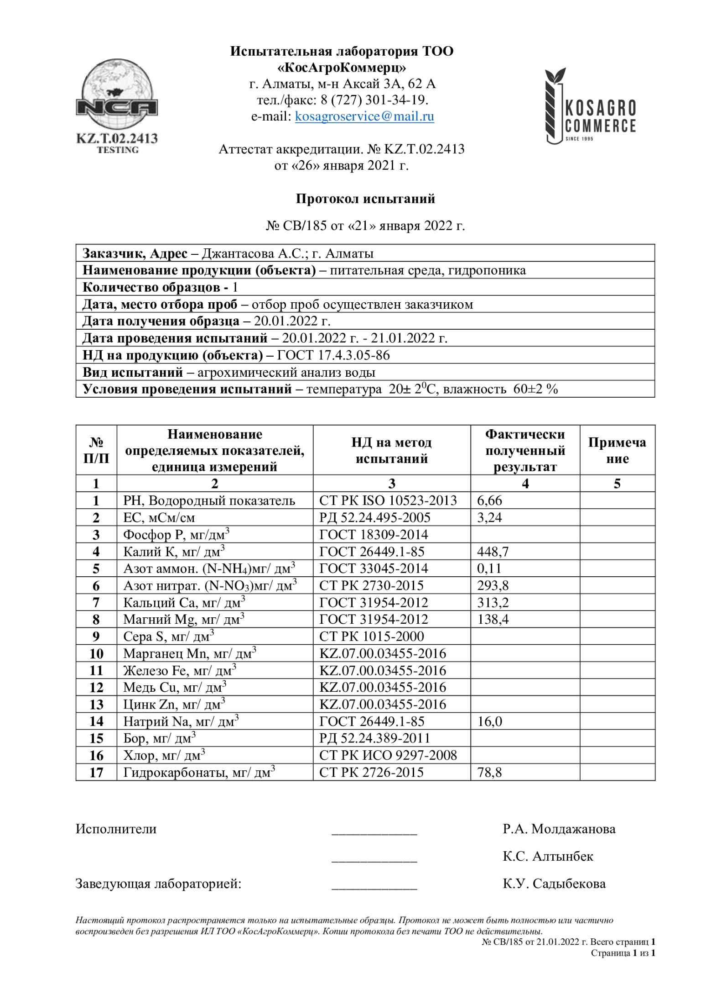 Испытательная лаборатория ТОО
«КосАгроКоммерц»
г. Алматы, м-н Аксай 3А, 62 А
тел./факс: 8 (727) 301-34-19.
e-mail: kosagroservice@mail.ru
NCA
KZ.T.02.2413
TESTING
KOSAGRO
COMMERCE
SINCE 1995
Аттестат аккредитации. № KZ.T.02.2413
от «26» января 2021 г.
Протокол испытаний
№ СВ/185 от «21» января 2022 г.
Заказчик, Адрес – Джантасова А.С.; г. Алматы
Наименование продукции (объекта) – питательная среда, гидропоника
Количество образцов - 1
Дата, место отбора проб – отбор проб осуществлен заказчиком
Дата получения образца – 20.01.2022 г.
Дата проведения испытаний – 20.01.2022 г. - 21.01.2022 г.
НД на продукцию (объекта) – ГОСТ 17.4.3.05-86
Вид испытаний – агрохимический анализ воды
Условия проведения испытаний – температура 20± 2⁰С, влажность 60±2 %
№ П/П Наименование определяемых показателей, единица измерений НД на метод испытаний Фактически полученный результат Примеча ние
1 2 3 4 5
1 РН, Водородный показатель СТ РК ISO 10523-2013 6,66
2 ЕС, мСм/см РД 52.24.495-2005 3,24
3 Фосфор Р, мг/дм³ ГОСТ 18309-2014
4 Калий К, мг/ дм³ ГОСТ 26449.1-85 448,7
5 Азот аммон. (N-NH₄)мг/ дм³ ГОСТ 33045-2014 0,11
6 Азот нитрат. (N-NO₃)мг/ дм³ СТ РК 2730-2015 293,8
7 Кальций Са, мг/ дм³ ГОСТ 31954-2012 313,2
8 Магний Mg, мг/ дм³ ГОСТ 31954-2012 138,4
9 Сера S, мг/ дм³ СТ РК 1015-2000
10 Марганец Mn, мг/ дм³ KZ.07.00.03455-2016
11 Железо Fe, мг/ дм³ KZ.07.00.03455-2016
12 Медь Cu, мг/ дм³ KZ.07.00.03455-2016
13 Цинк Zn, мг/ дм³ KZ.07.00.03455-2016
14 Натрий Na, мг/ дм³ ГОСТ 26449.1-85 16,0
15 Бор, мг/ дм³ РД 52.24.389-2011
16 Хлор, мг/ дм³ СТ РК ИСО 9297-2008
17 Гидрокарбонаты, мг/ дм³ СТ РК 2726-2015 78,8
Исполнители ____________ Р.А. Молдажанова
____________ К.С. Алтынбек
Заведующая лабораторией: ____________ К.У. Садыбекова
Настоящий протокол распространяется только на испытательные образцы. Протокол не может быть полностью или частично
воспроизведен без разрешения ИЛ ТОО «КосАгроКоммерц». Копии протокола без печати ТОО не действительны.
№ СВ/185 от 21.01.2022 г. Всего страниц 1
Страница 1 из 1